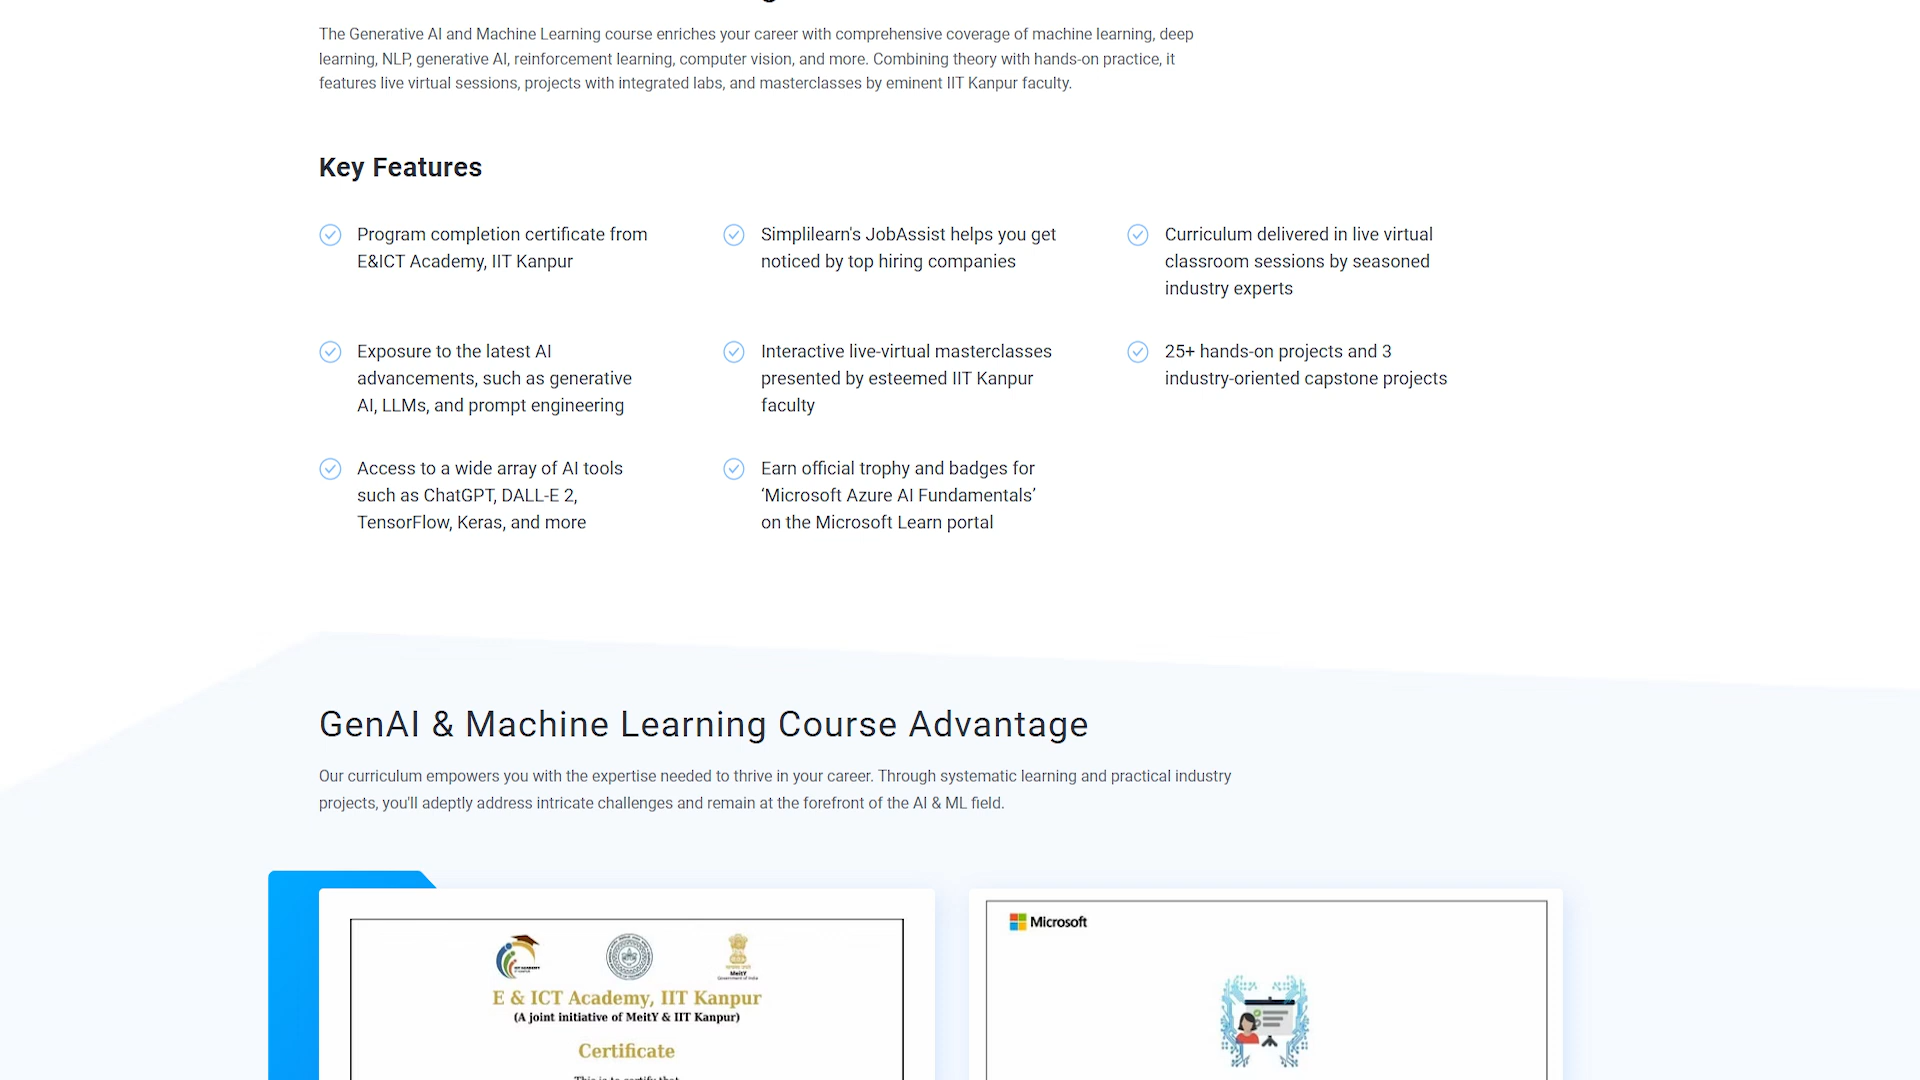 The Generative AI and Machine Learning course enriches your career with comprehensive coverage of machine learning, deep
learning, NLP, generative AI, reinforcement learning, computer vision, and more. Combining theory with hands-on practice, it
features live virtual sessions, projects with integrated labs, and masterclasses by eminent IIT Kanpur faculty.
Key Features
Program completion certificate from
E&ICT Academy, IIT Kanpur
Simplilearn's JobAssist helps you get
noticed by top hiring companies
Curriculum delivered in live virtual
classroom sessions by seasoned
industry experts
Exposure to the latest AI
advancements, such as generative
AI, LLMs, and prompt engineering
Interactive live-virtual masterclasses
presented by esteemed IIT Kanpur
faculty
25+ hands-on projects and 3
industry-oriented capstone projects
Access to a wide array of AI tools
such as ChatGPT, DALL-E 2,
TensorFlow, Keras, and more
Earn official trophy and badges for
‘Microsoft Azure AI Fundamentals’
on the Microsoft Learn portal
GenAI & Machine Learning Course Advantage
Our curriculum empowers you with the expertise needed to thrive in your career. Through systematic learning and practical industry
projects, you'll adeptly address intricate challenges and remain at the forefront of the AI & ML field.
MeitY
E & ICT Academy, IIT Kanpur
(A joint initiative of MeitY & IIT Kanpur)
Certificate
This is to certify that
Microsoft